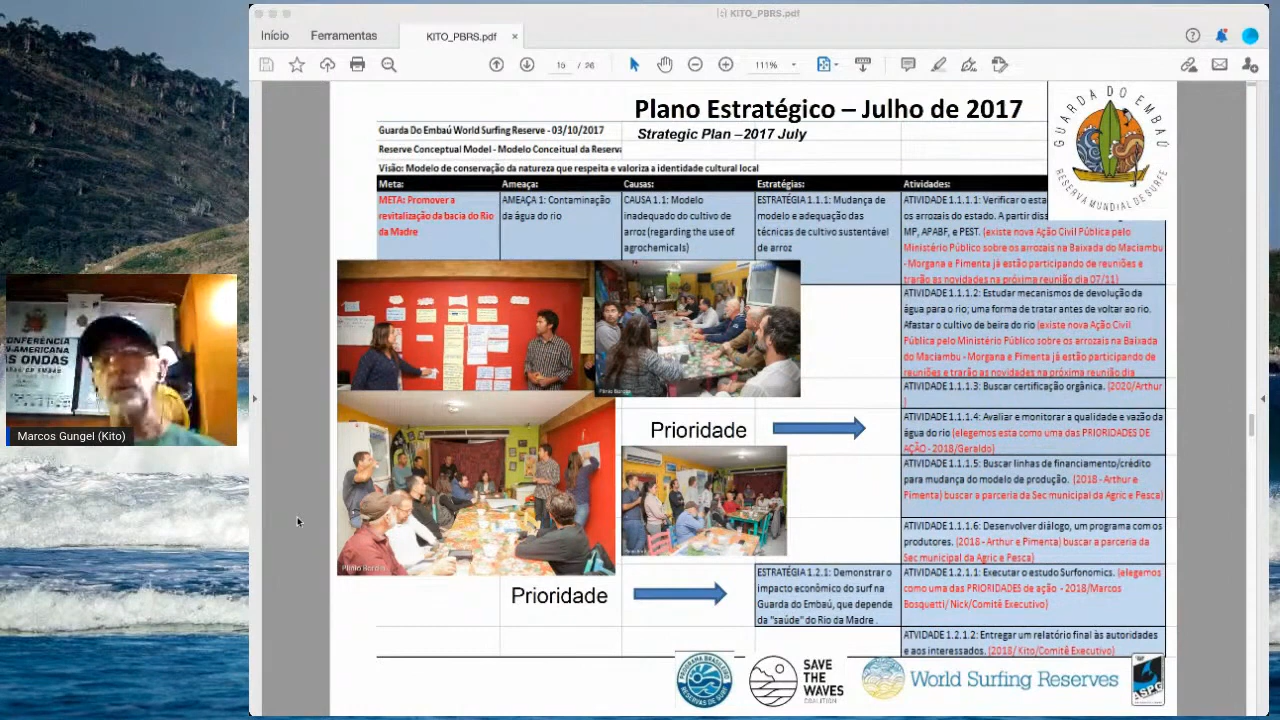 KITO_PBRS.pdf
Início
Ferramentas
KITO_PBRS.pdf ×
15 / 26
111%
Plano Estratégico – Julho de 2017
Strategic Plan –2017 July
Guarda Do Embaú World Surfing Reserve - 03/10/2017
Reserve Conceptual Model - Modelo Conceitual da Reserva
Visão: Modelo de conservação da natureza que respeita e valoriza a identidade cultural local
GUARDA DO EMBAÚ
RESERVA MUNDIAL DE SURFE
Meta:
Ameaça:
Causas:
Estratégias:
Atividades:
META: Promover a
revitalização da bacia do Rio
da Madre
AMEAÇA 1: Contaminação
da água do rio
CAUSA 1.1: Modelo
inadequado do cultivo de
arroz (regarding the use of
agrochemicals)
ESTRATÉGIA 1.1.1: Mudança de
modelo e adequação das
técnicas de cultivo sustentável
de arroz
ATIVIDADE 1.1.1.1: Verificar o esta
os arrozais do estado. A partir diss
MP, APABF, e PEST. (existe nova Ação Civil Pública pelo
Ministério Público sobre os arrozais na Baixada do Maciambu
- Morgana e Pimenta já estão participando de reuniões e
trarão as novidades na próxima reunião dia 07/11)
ATIVIDADE 1.1.1.2: Estudar mecanismos de devolução da
água para o rio; uma forma de tratar antes de voltar ao rio.
Afastar o cultivo de beira do rio (existe nova Ação Civil
Pública pelo Ministério Público sobre os arrozais na Baixada
do Maciambu - Morgana e Pimenta já estão participando de
reuniões e trarão as novidades na próxima reunião dia
ATIVIDADE 1.1.1.3: Buscar certificação orgânica. (2020/Arthur
)
ATIVIDADE 1.1.1.4: Avaliar e monitorar a qualidade e vazão da
água do rio (elegemos esta como uma das PRIORIDADES DE
AÇÃO - 2018/Geraldo)
ATIVIDADE 1.1.1.5: Buscar linhas de financiamento/crédito
para mudança do modelo de produção. (2018 - Arthur e
Pimenta) buscar a parceria da Sec municipal da Agric e Pesca)
ATIVIDADE 1.1.1.6: Desenvolver diálogo, um programa com os
produtores. (2018 - Arthur e Pimenta) buscar a parceria da
Sec municipal da Agric e Pesca)
Prioridade
Prioridade
ESTRATÉGIA 1.2.1: Demonstrar o
impacto econômico do surf na
Guarda do Embaú, que depende
da "saúde" do Rio da Madre .
ATIVIDADE 1.2.1.1: Executar o estudo Surfonomics. (elegemos
como uma das PRIORIDADES de ação - 2018/Marcos
Bosquetti/ Nick/Comitê Executivo)
ATVIDADE 1.2.1.2: Entregar um relatório final às autoridades
e aos interessados. (2018/ Kito/Comitê Executivo)
CONFERÊNCIA
-AMERICANA
AS ONDAS
Marcos Gungel (Kito)
PROGRAMA BRASILEIRO
RESERVAS DE SURF
SAVE
THE
WAVES
COALITION
World Surfing Reserves
ASPG